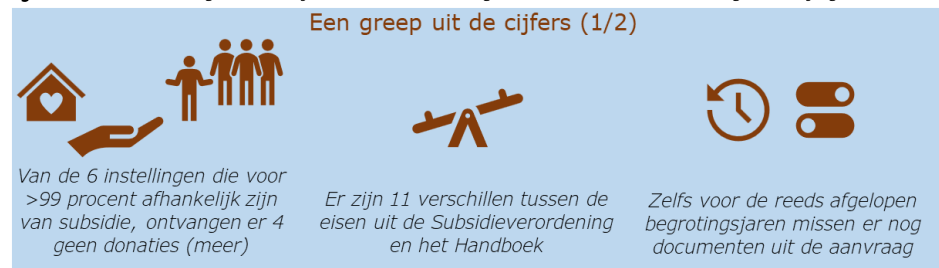 Een greep uit de cijfers (1/2)
Van de 6 instellingen die voor
>99 procent afhankelijk zijn
van subsidie, ontvangen er 4
geen donaties (meer)
Er zijn 11 verschillen tussen de
eisen uit de Subsidieverordening
en het Handboek
Zelfs voor de reeds afgelopen
begrotingsjaren missen er nog
documenten uit de aanvraag